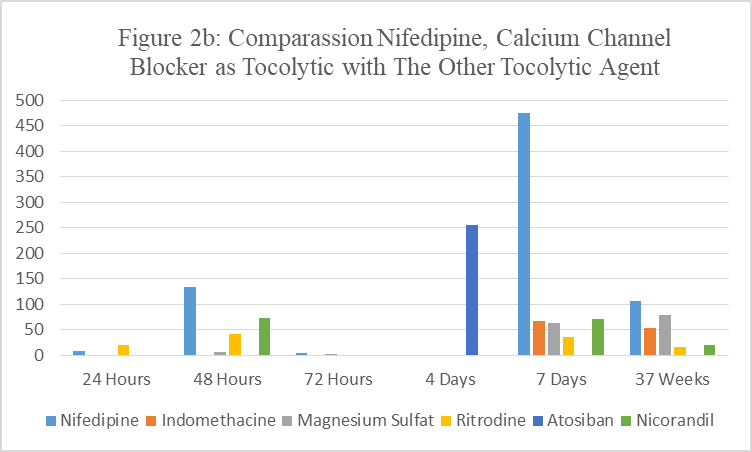 Figure 2b: Comparassion Nifedipine, Calcium Channel
Blocker as Tocolytic with The Other Tocolytic Agent
500
450
400
350
300
250
200
150
100
50
0
24 Hours 48 Hours 72 Hours 4 Days 7 Days 37 Weeks
Nifedipine Indomethacine Magnesium Sulfat Ritrodine Atosiban Nicorandil